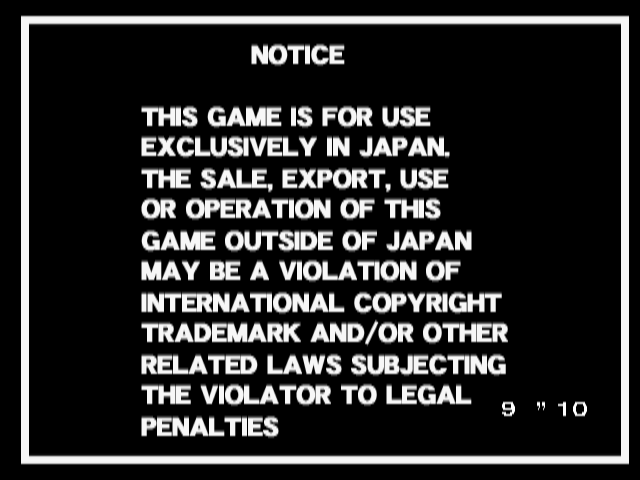 NOTICE
THIS GAME IS FOR USE
EXCLUSIVELY IN JAPAN.
THE SALE, EXPORT, USE
OR OPERATION OF THIS
GAME OUTSIDE OF JAPAN
MAY BE A VIOLATION OF
INTERNATIONAL COPYRIGHT
TRADEMARK AND/OR OTHER
RELATED LAWS SUBJECTING
THE VIOLATOR TO LEGAL
PENALTIES
9 ” 10